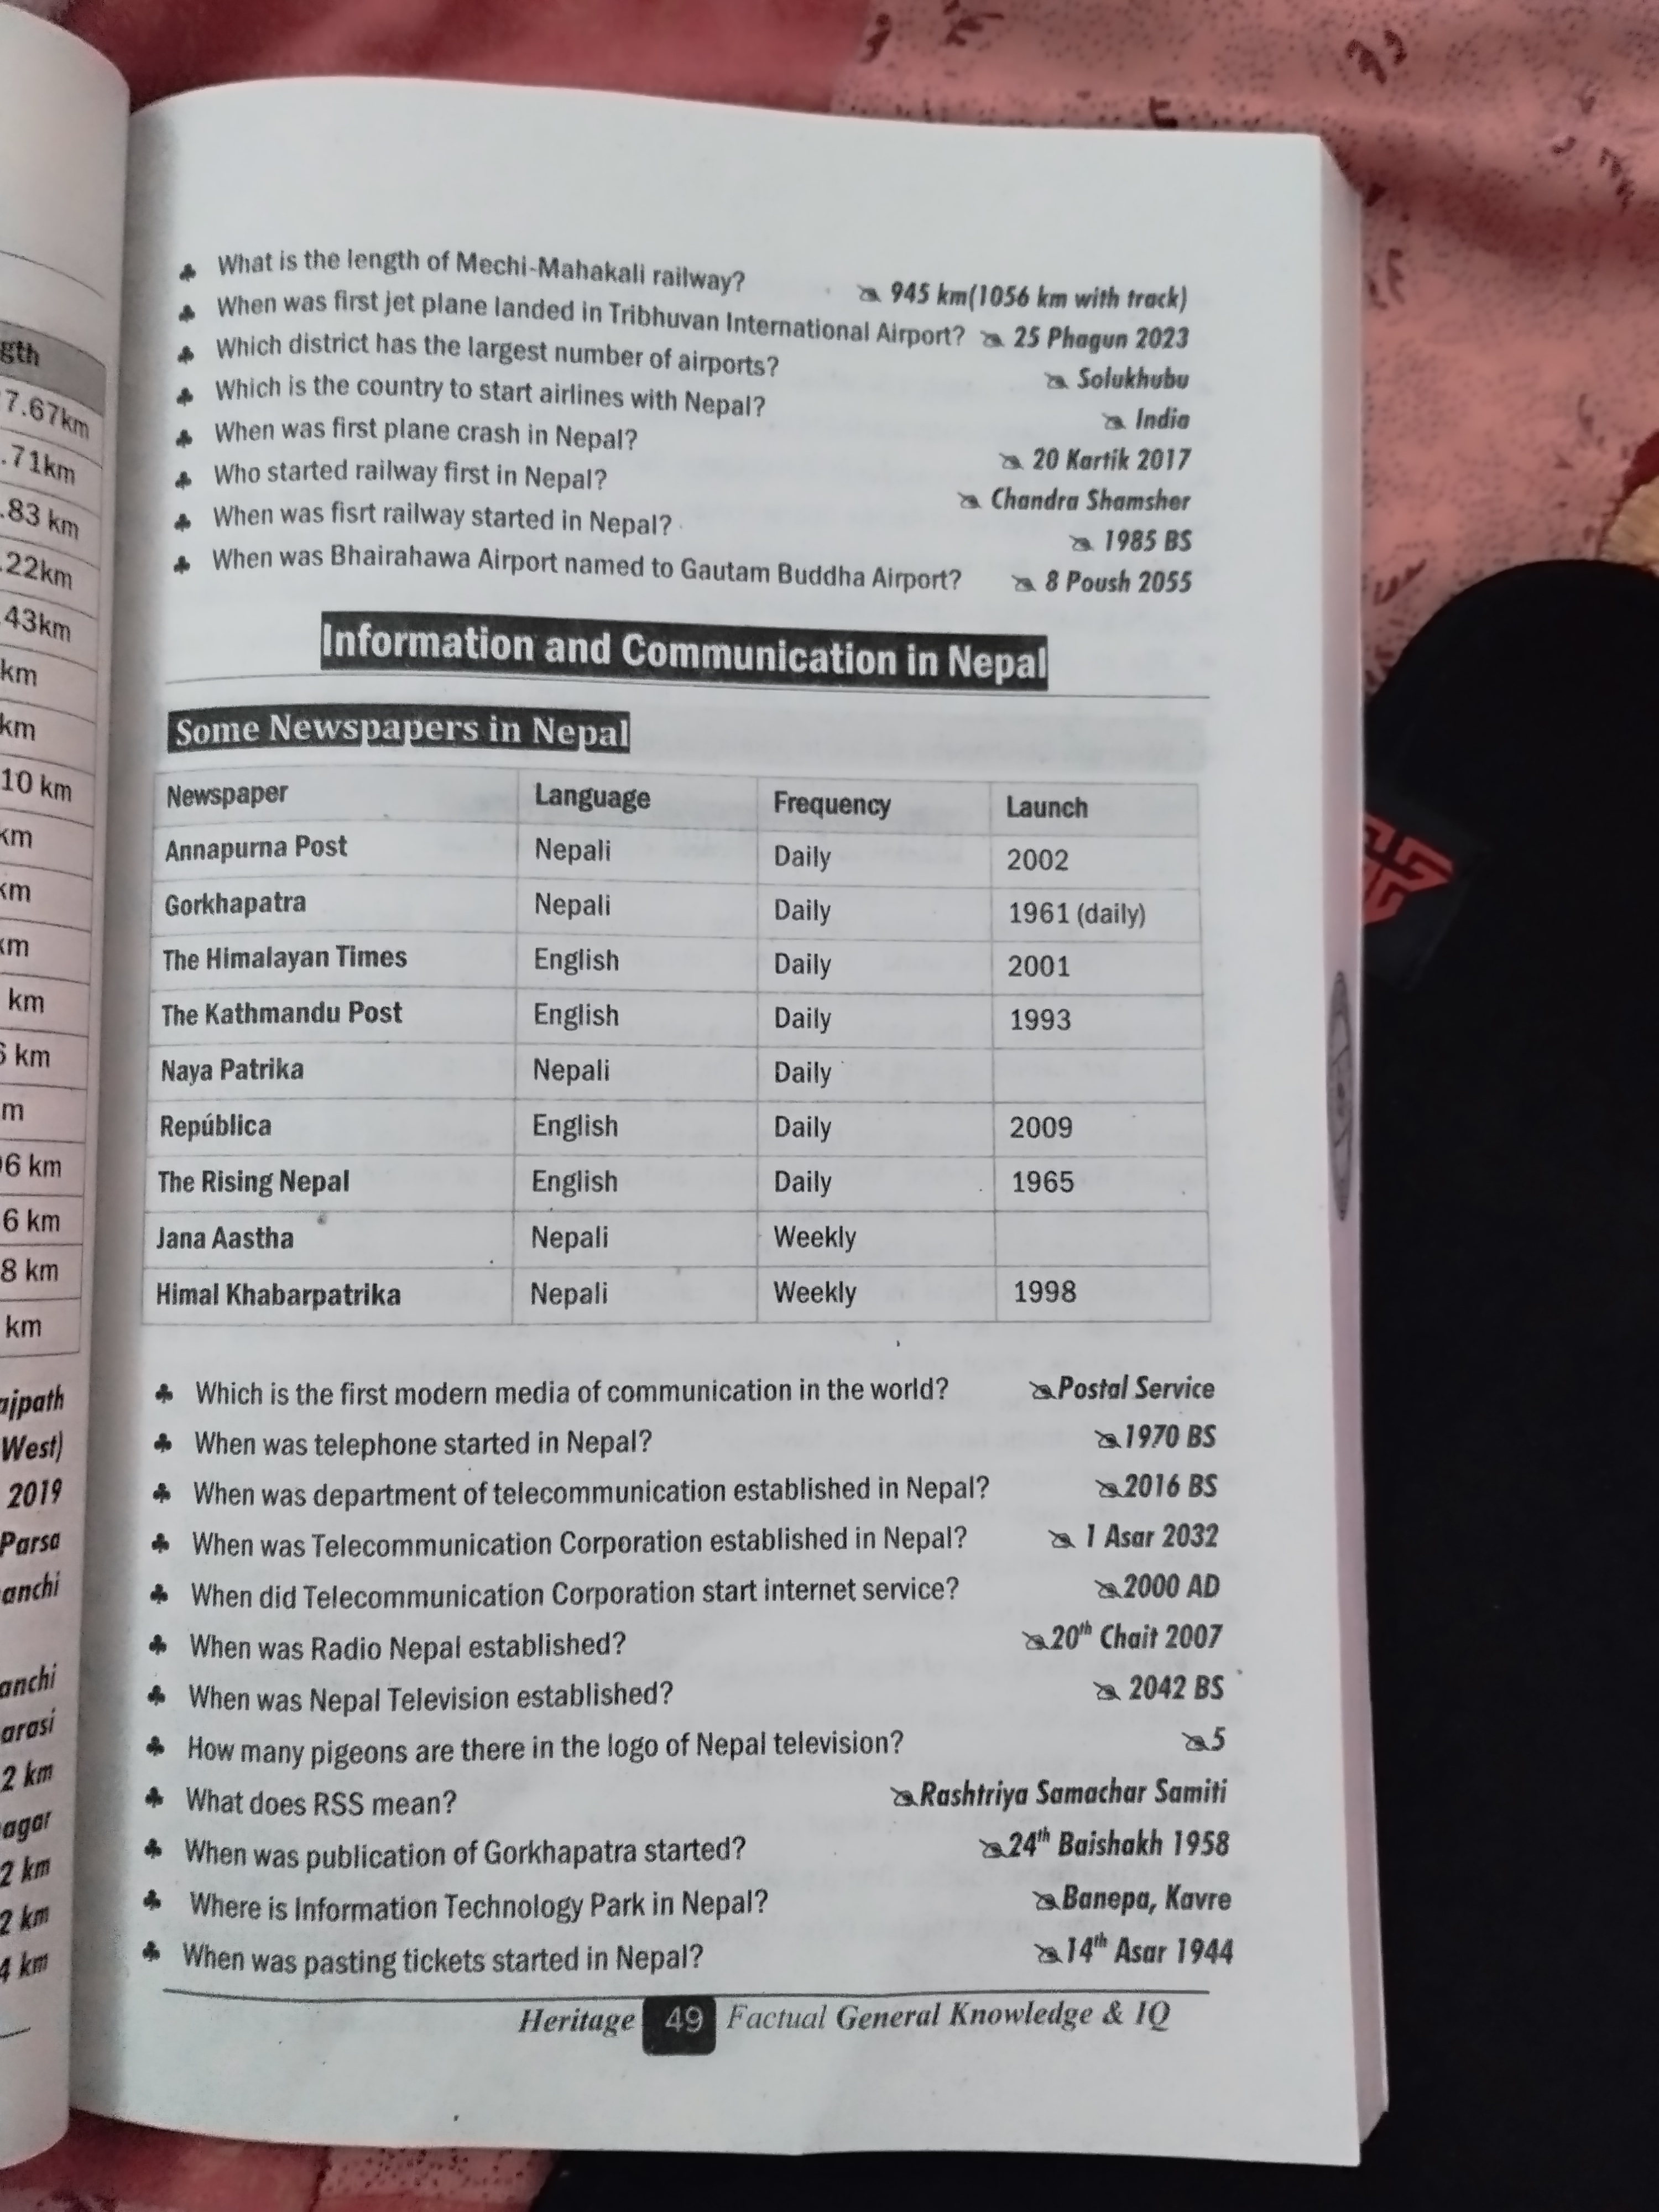 gth
7.67km
.71km
.83 km
.22km
.43km
km
km
10 km
km
km
km
km
6 km
m
06 km
6 km
8 km
km
ajpath
West)
2019
Parsa
anchi
anchi
arasi
2 km
agar
2 km
2 km
4 km
What is the length of Mechi-Mahakali railway? 945 km(1056 km with track)
When was first jet plane landed in Tribhuvan International Airport? 25 Phagun 2023
Which district has the largest number of airports? Solukhubu
Which is the country to start airlines with Nepal? India
When was first plane crash in Nepal? 20 Kartik 2017
Who started railway first in Nepal? Chandra Shamsher
When was fisrt railway started in Nepal? 1985 BS
When was Bhairahawa Airport named to Gautam Buddha Airport? 8 Poush 2055
Information and Communication in Nepal
Some Newspapers in Nepal
Newspaper Language Frequency Launch
Annapurna Post Nepali Daily 2002
Gorkhapatra Nepali Daily 1961 (daily)
The Himalayan Times English Daily 2001
The Kathmandu Post English Daily 1993
Naya Patrika Nepali Daily
República English Daily 2009
The Rising Nepal English Daily 1965
Jana Aastha Nepali Weekly
Himal Khabarpatrika Nepali Weekly 1998
Which is the first modern media of communication in the world? Postal Service
When was telephone started in Nepal? 1970 BS
When was department of telecommunication established in Nepal? 2016 BS
When was Telecommunication Corporation established in Nepal? 1 Asar 2032
When did Telecommunication Corporation start internet service? 2000 AD
When was Radio Nepal established? 20th Chait 2007
When was Nepal Television established? 2042 BS
How many pigeons are there in the logo of Nepal television? 5
What does RSS mean? Rashtriya Samachar Samiti
When was publication of Gorkhapatra started? 24th Baishakh 1958
Where is Information Technology Park in Nepal? Banepa, Kavre
When was pasting tickets started in Nepal? 14th Asar 1944
Heritage 49 Factual General Knowledge & IQ